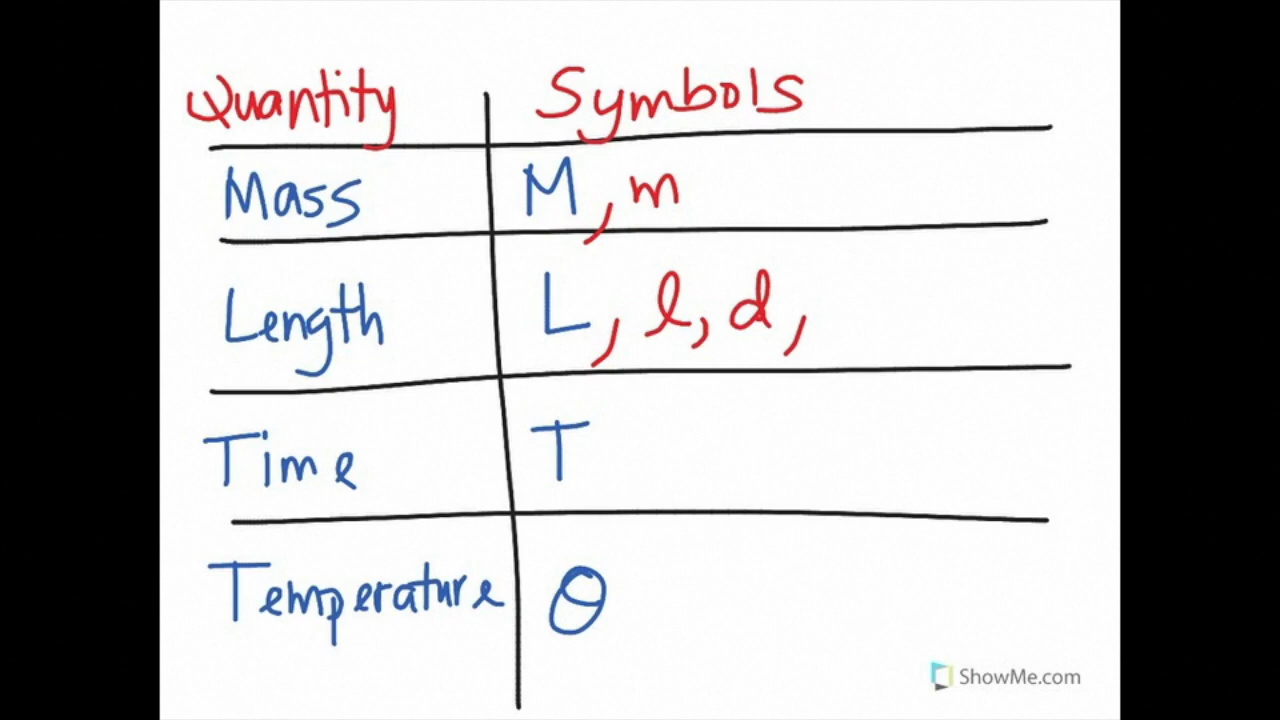 Quantity Symbols
Mass M, m
Length L, l, d,
Time T
Temperature θ
ShowMe.com